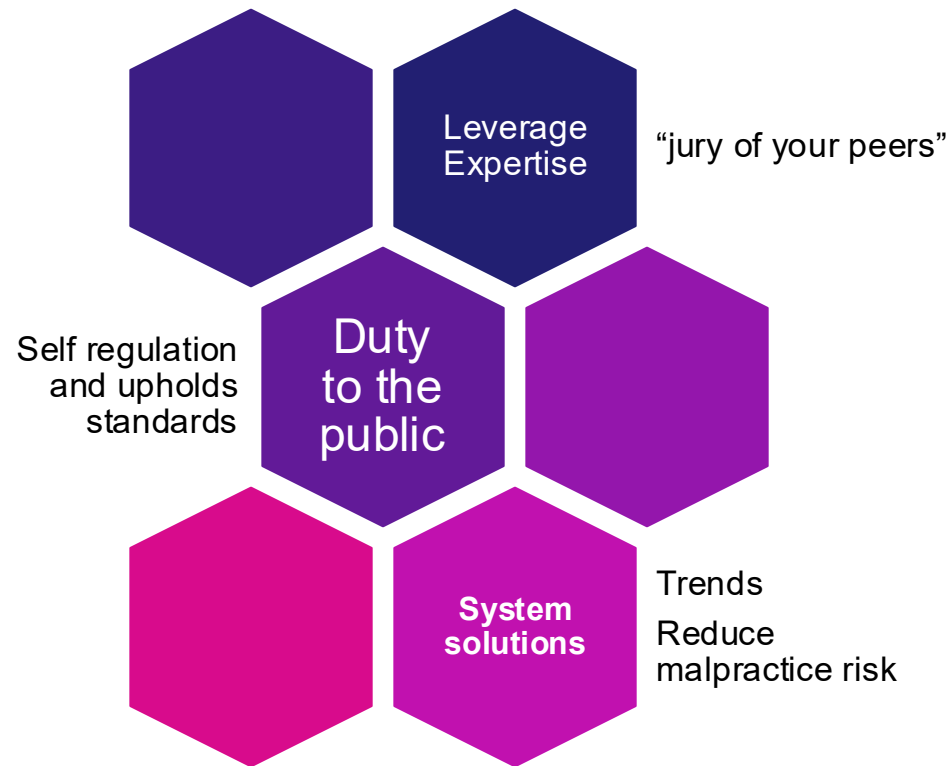 Leverage
Expertise
“jury of your peers”
Self regulation
and upholds
standards
Duty
to the
public
System
solutions
Trends
Reduce
malpractice risk